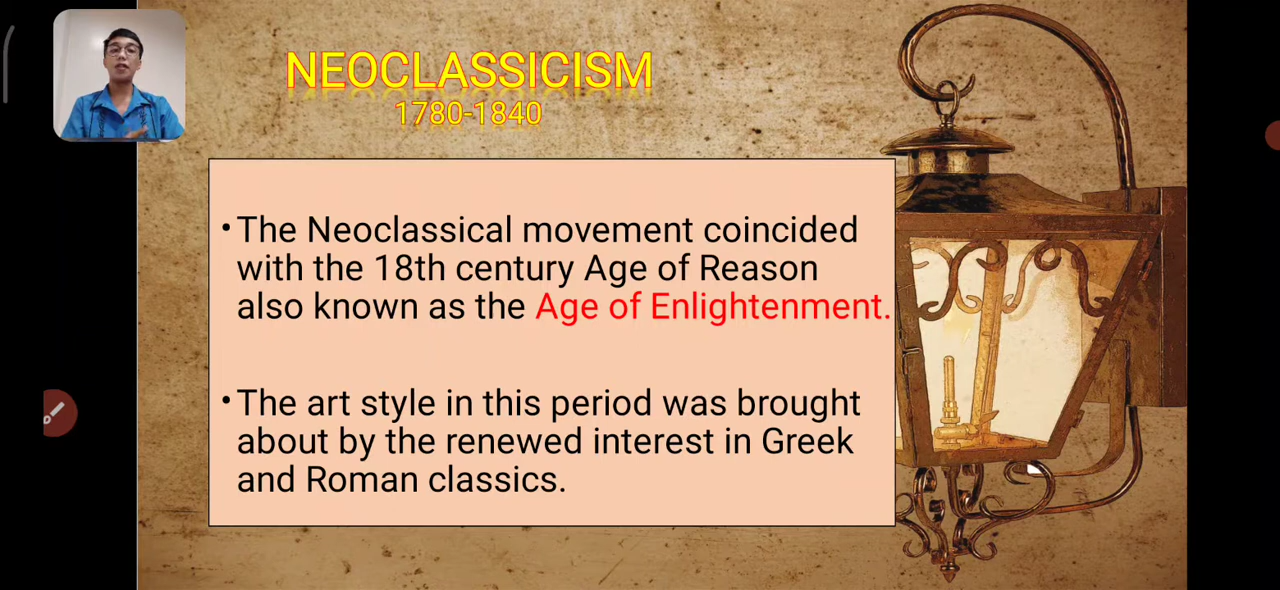 NEOCLASSICISM
1780-1840
•The Neoclassical movement coincided
with the 18th century Age of Reason
also known as the Age of Enlightenment.
•The art style in this period was brought
about by the renewed interest in Greek
and Roman classics.